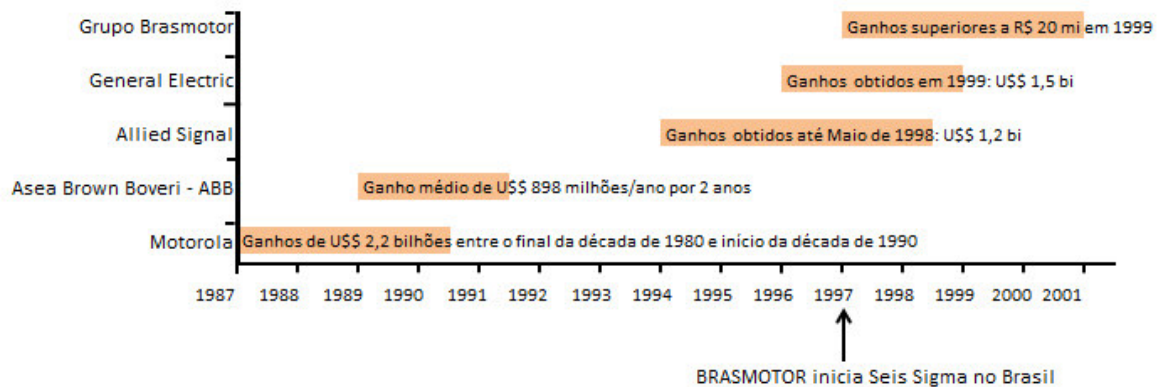 Grupo Brasmotor
Ganhos superiores a R$ 20 mi em 1999
General Electric
Ganhos obtidos em 1999: U$$ 1,5 bi
Allied Signal
Ganhos obtidos até Maio de 1998: U$$ 1,2 bi
Asea Brown Boveri - ABB
Ganho médio de U$$ 898 milhões/ano por 2 anos
Motorola
Ganhos de U$$ 2,2 bilhões entre o final da década de 1980 e início da década de 1990
1987 1988 1989 1990 1991 1992 1993 1994 1995 1996 1997 1998 1999 2000 2001
BRASMOTOR inicia Seis Sigma no Brasil